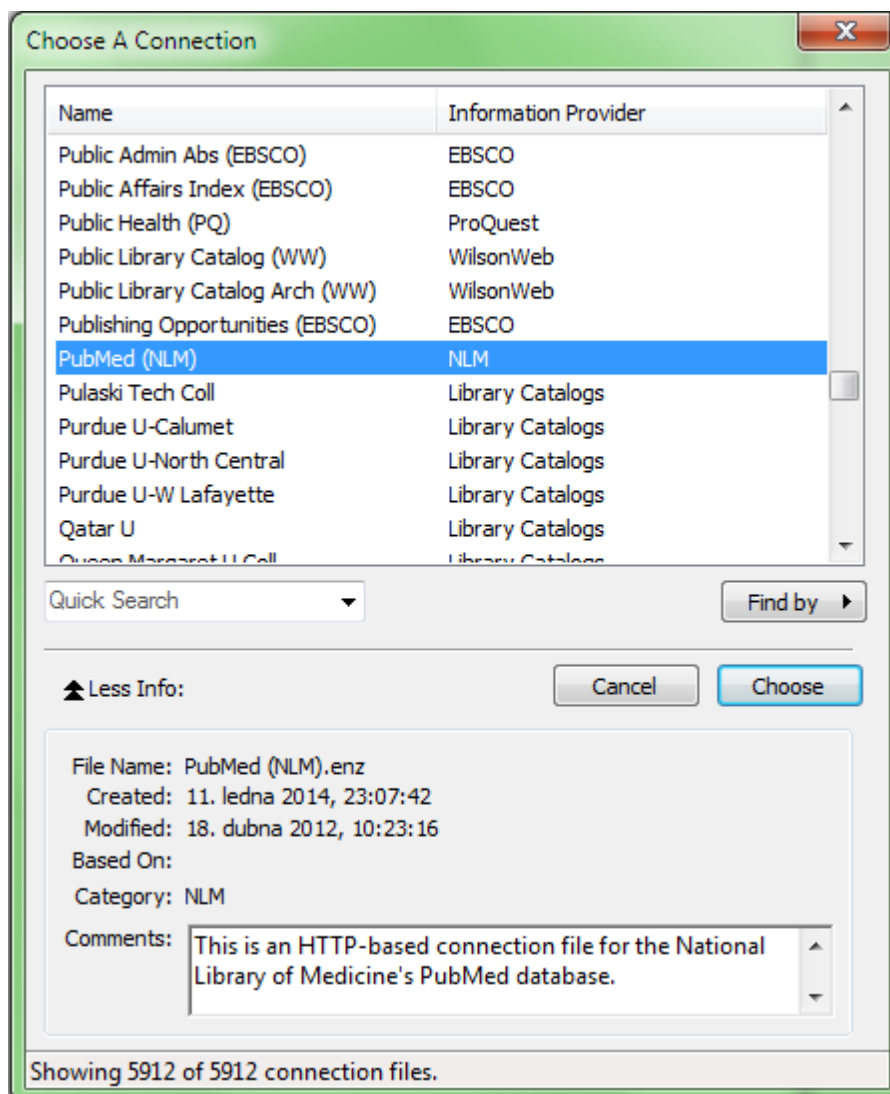 Choose A Connection
Name Information Provider
Public Admin Abs (EBSCO) EBSCO
Public Affairs Index (EBSCO) EBSCO
Public Health (PQ) ProQuest
Public Library Catalog (WW) WilsonWeb
Public Library Catalog Arch (WW) WilsonWeb
Publishing Opportunities (EBSCO) EBSCO
PubMed (NLM) NLM
Pulaski Tech Coll Library Catalogs
Purdue U-Calumet Library Catalogs
Purdue U-North Central Library Catalogs
Purdue U-W Lafayette Library Catalogs
Qatar U Library Catalogs
Queen Margaret U Coll Library Catalogs
Quick Search Find by
Less Info: Cancel Choose
File Name: PubMed (NLM).enz
Created: 11. ledna 2014, 23:07:42
Modified: 18. dubna 2012, 10:23:16
Based On:
Category: NLM
Comments: This is an HTTP-based connection file for the National
Library of Medicine's PubMed database.
Showing 5912 of 5912 connection files.